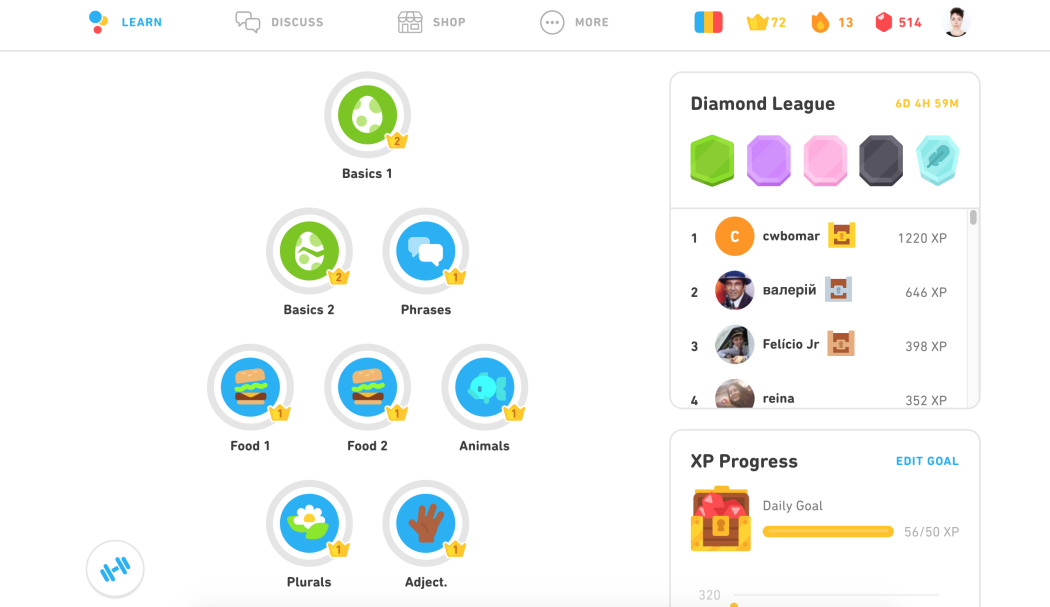 LEARN DISCUSS SHOP MORE 72 13 514
2
Basics 1
2 1
Basics 2 Phrases
1 1 1
Food 1 Food 2 Animals
1 1
Plurals Adject.
Diamond League 6D 4H 59M
1 C cwbomar 1220 XP
2 валерій 646 XP
3 Felício Jr 398 XP
4 reina 352 XP
XP Progress EDIT GOAL
Daily Goal
56/50 XP
320